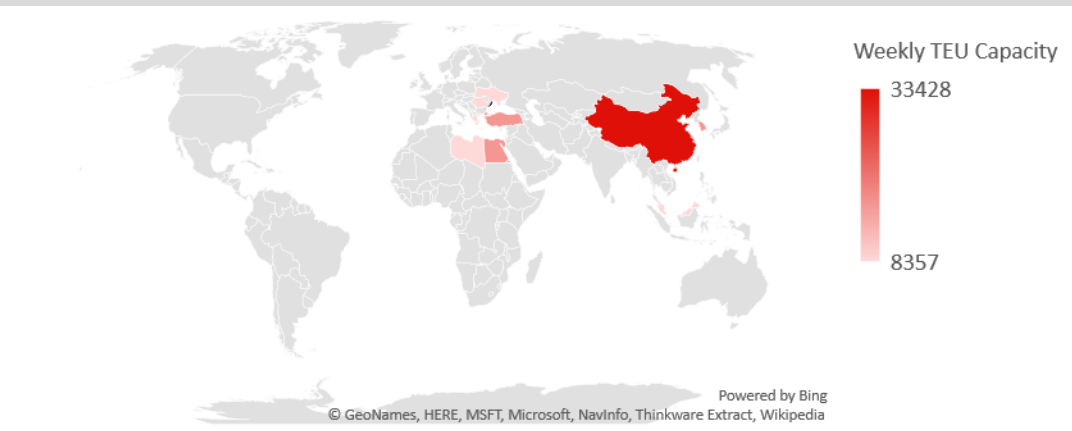 Weekly TEU Capacity
33428
8357
Powered by Bing
© GeoNames, HERE, MSFT, Microsoft, NavInfo, Thinkware Extract, Wikipedia